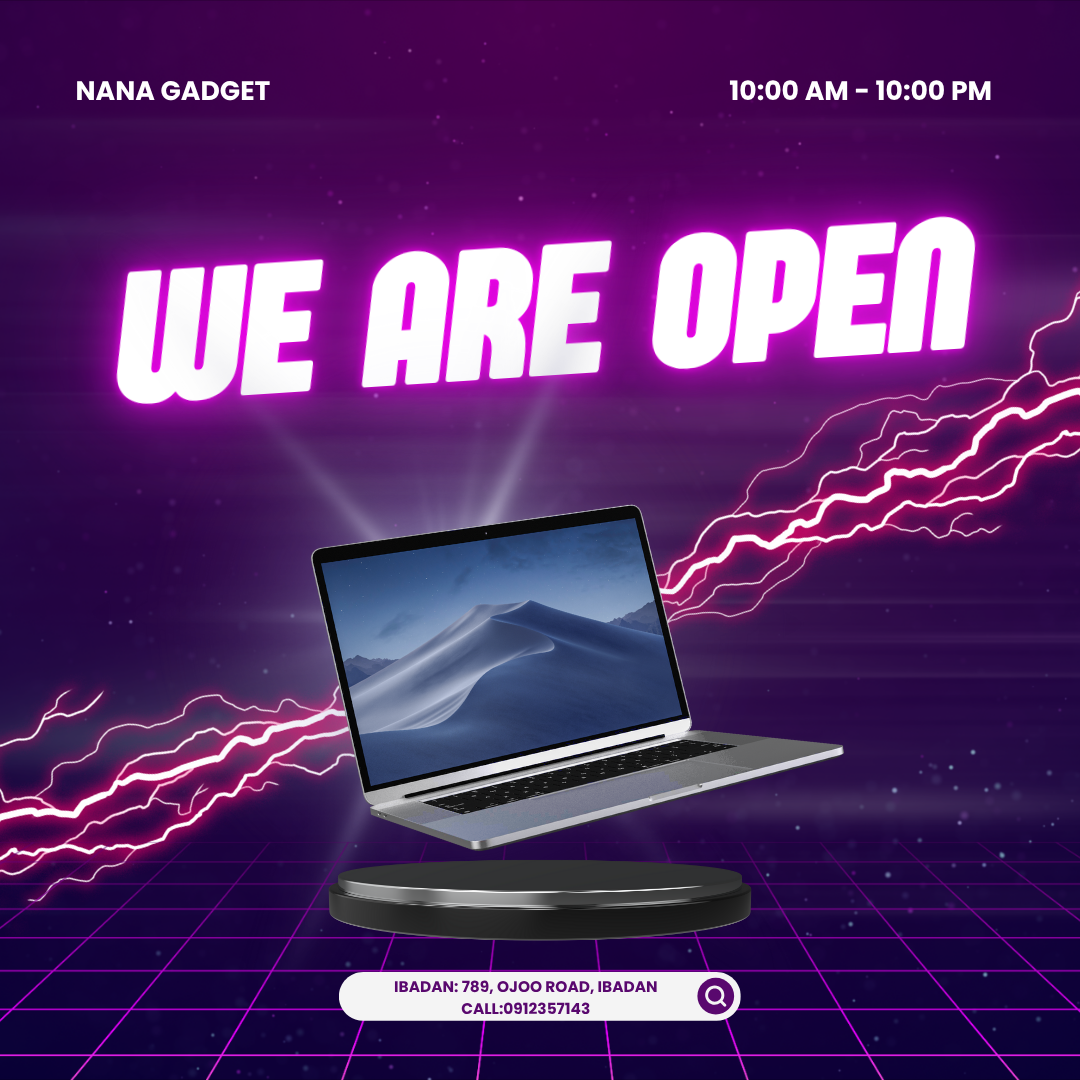 NANA GADGET
10:00 AM – 10:00 PM
WE ARE OPEN
IBADAN: 789, OJOO ROAD, IBADAN
CALL:0912357143